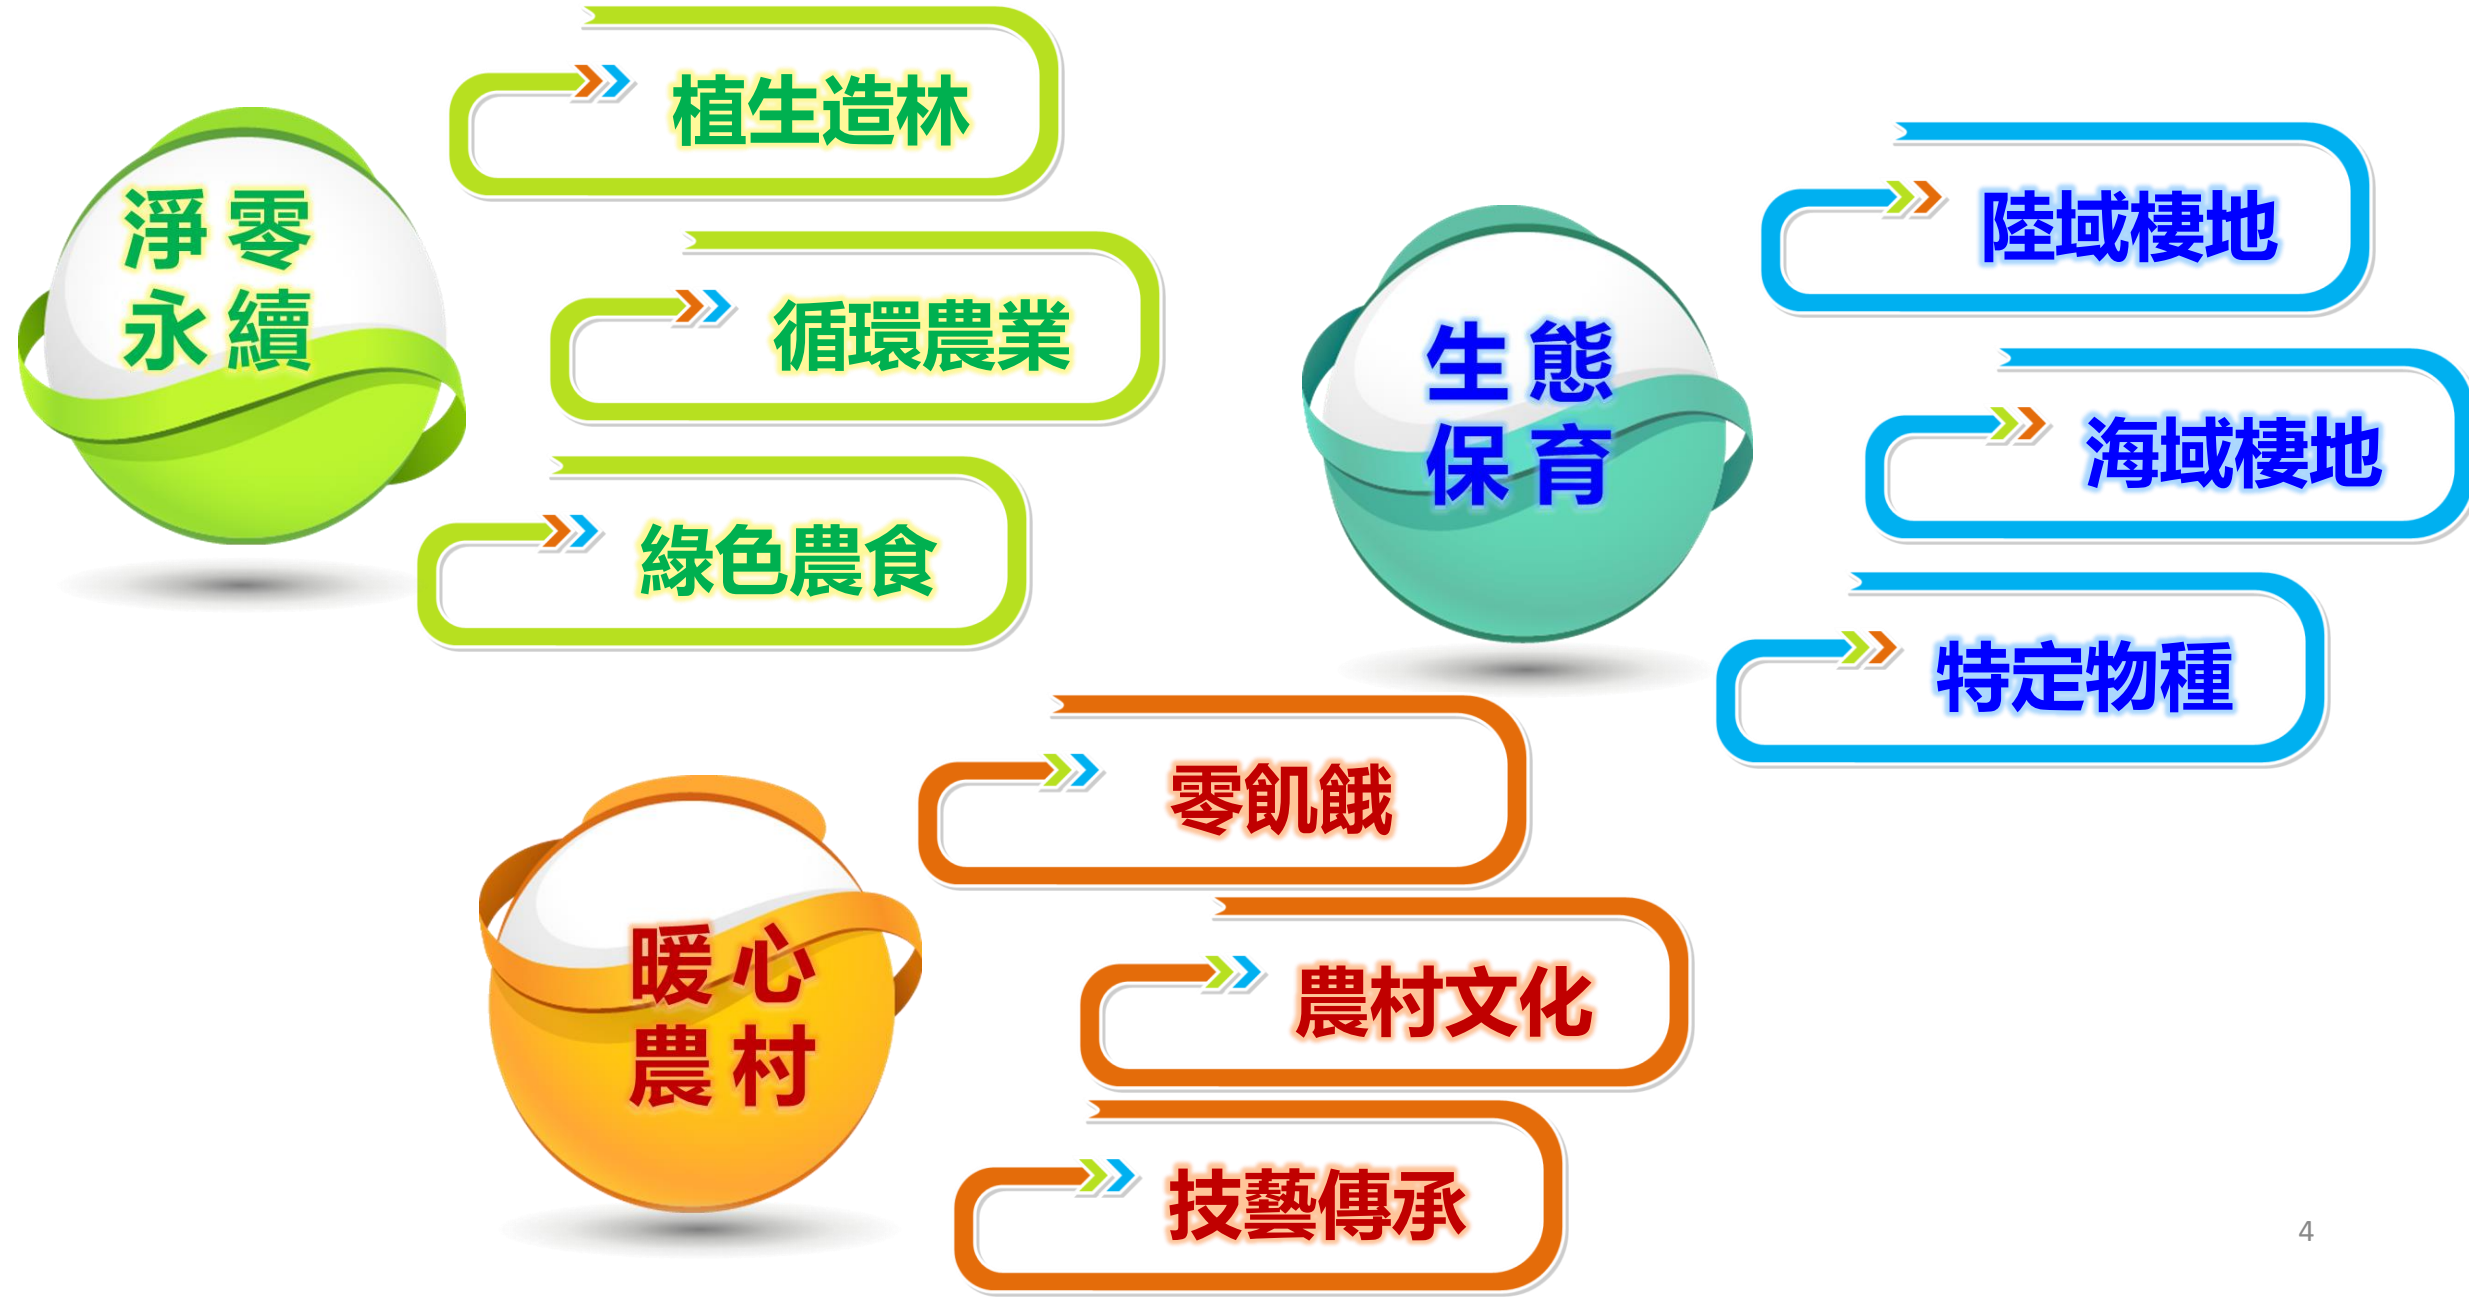 淨零
永續
植生造林
循環農業
綠色農食
生態
保育
陸域棲地
海域棲地
特定物種
暖心
農村
零飢餓
農村文化
技藝傳承
4